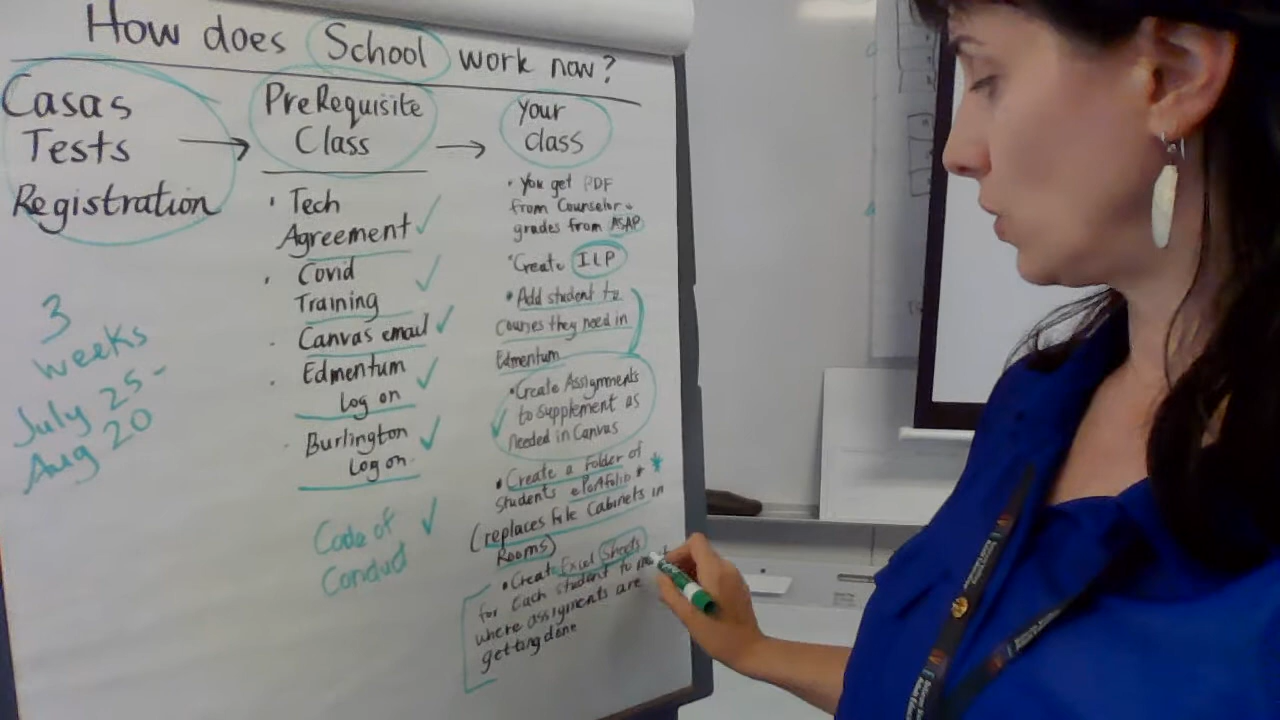 How does School work now?
Casas
Tests
Registration
3
weeks
July 25-
Aug 20
PreRequisite
Class
• Tech
Agreement
• Covid
Training
• Canvas email
• Edmentum
log on
• Burlington
log on
Code of
Conduct
Your
class
• You get PDF
from Counselor +
grades from ASAP
• Create ILP
• Add student to
courses they need in
Edmentum
• Create Assignments
to supplement as
needed in Canvas
• Create a folder of
students ePortfolio *
(replaces file Cabinets in
Rooms)
• Create Excel Sheets
for each student to
where assigments are
getting done